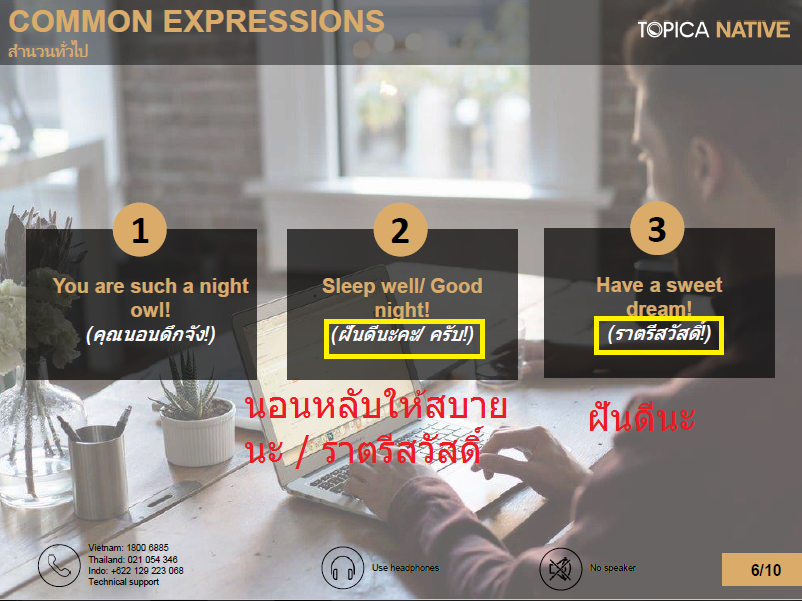 COMMON EXPRESSIONS
สำนวนทั่วไป
TOPICA NATIVE
1
You are such a night
owl!
(คุณนอนดึกจัง!)
2
Sleep well/ Good
night!
(ฝันดีนะคะ/ ครับ!)
3
Have a sweet
dream!
(ราตรีสวัสดิ์!)
นอนหลับให้สบาย
นะ / ราตรีสวัสดิ์
ฝันดีนะ
Vietnam: 1800 6885
Thailand: 021 054 346
Indo: +622 129 223 068
Technical support
Use headphones
No speaker
6/10